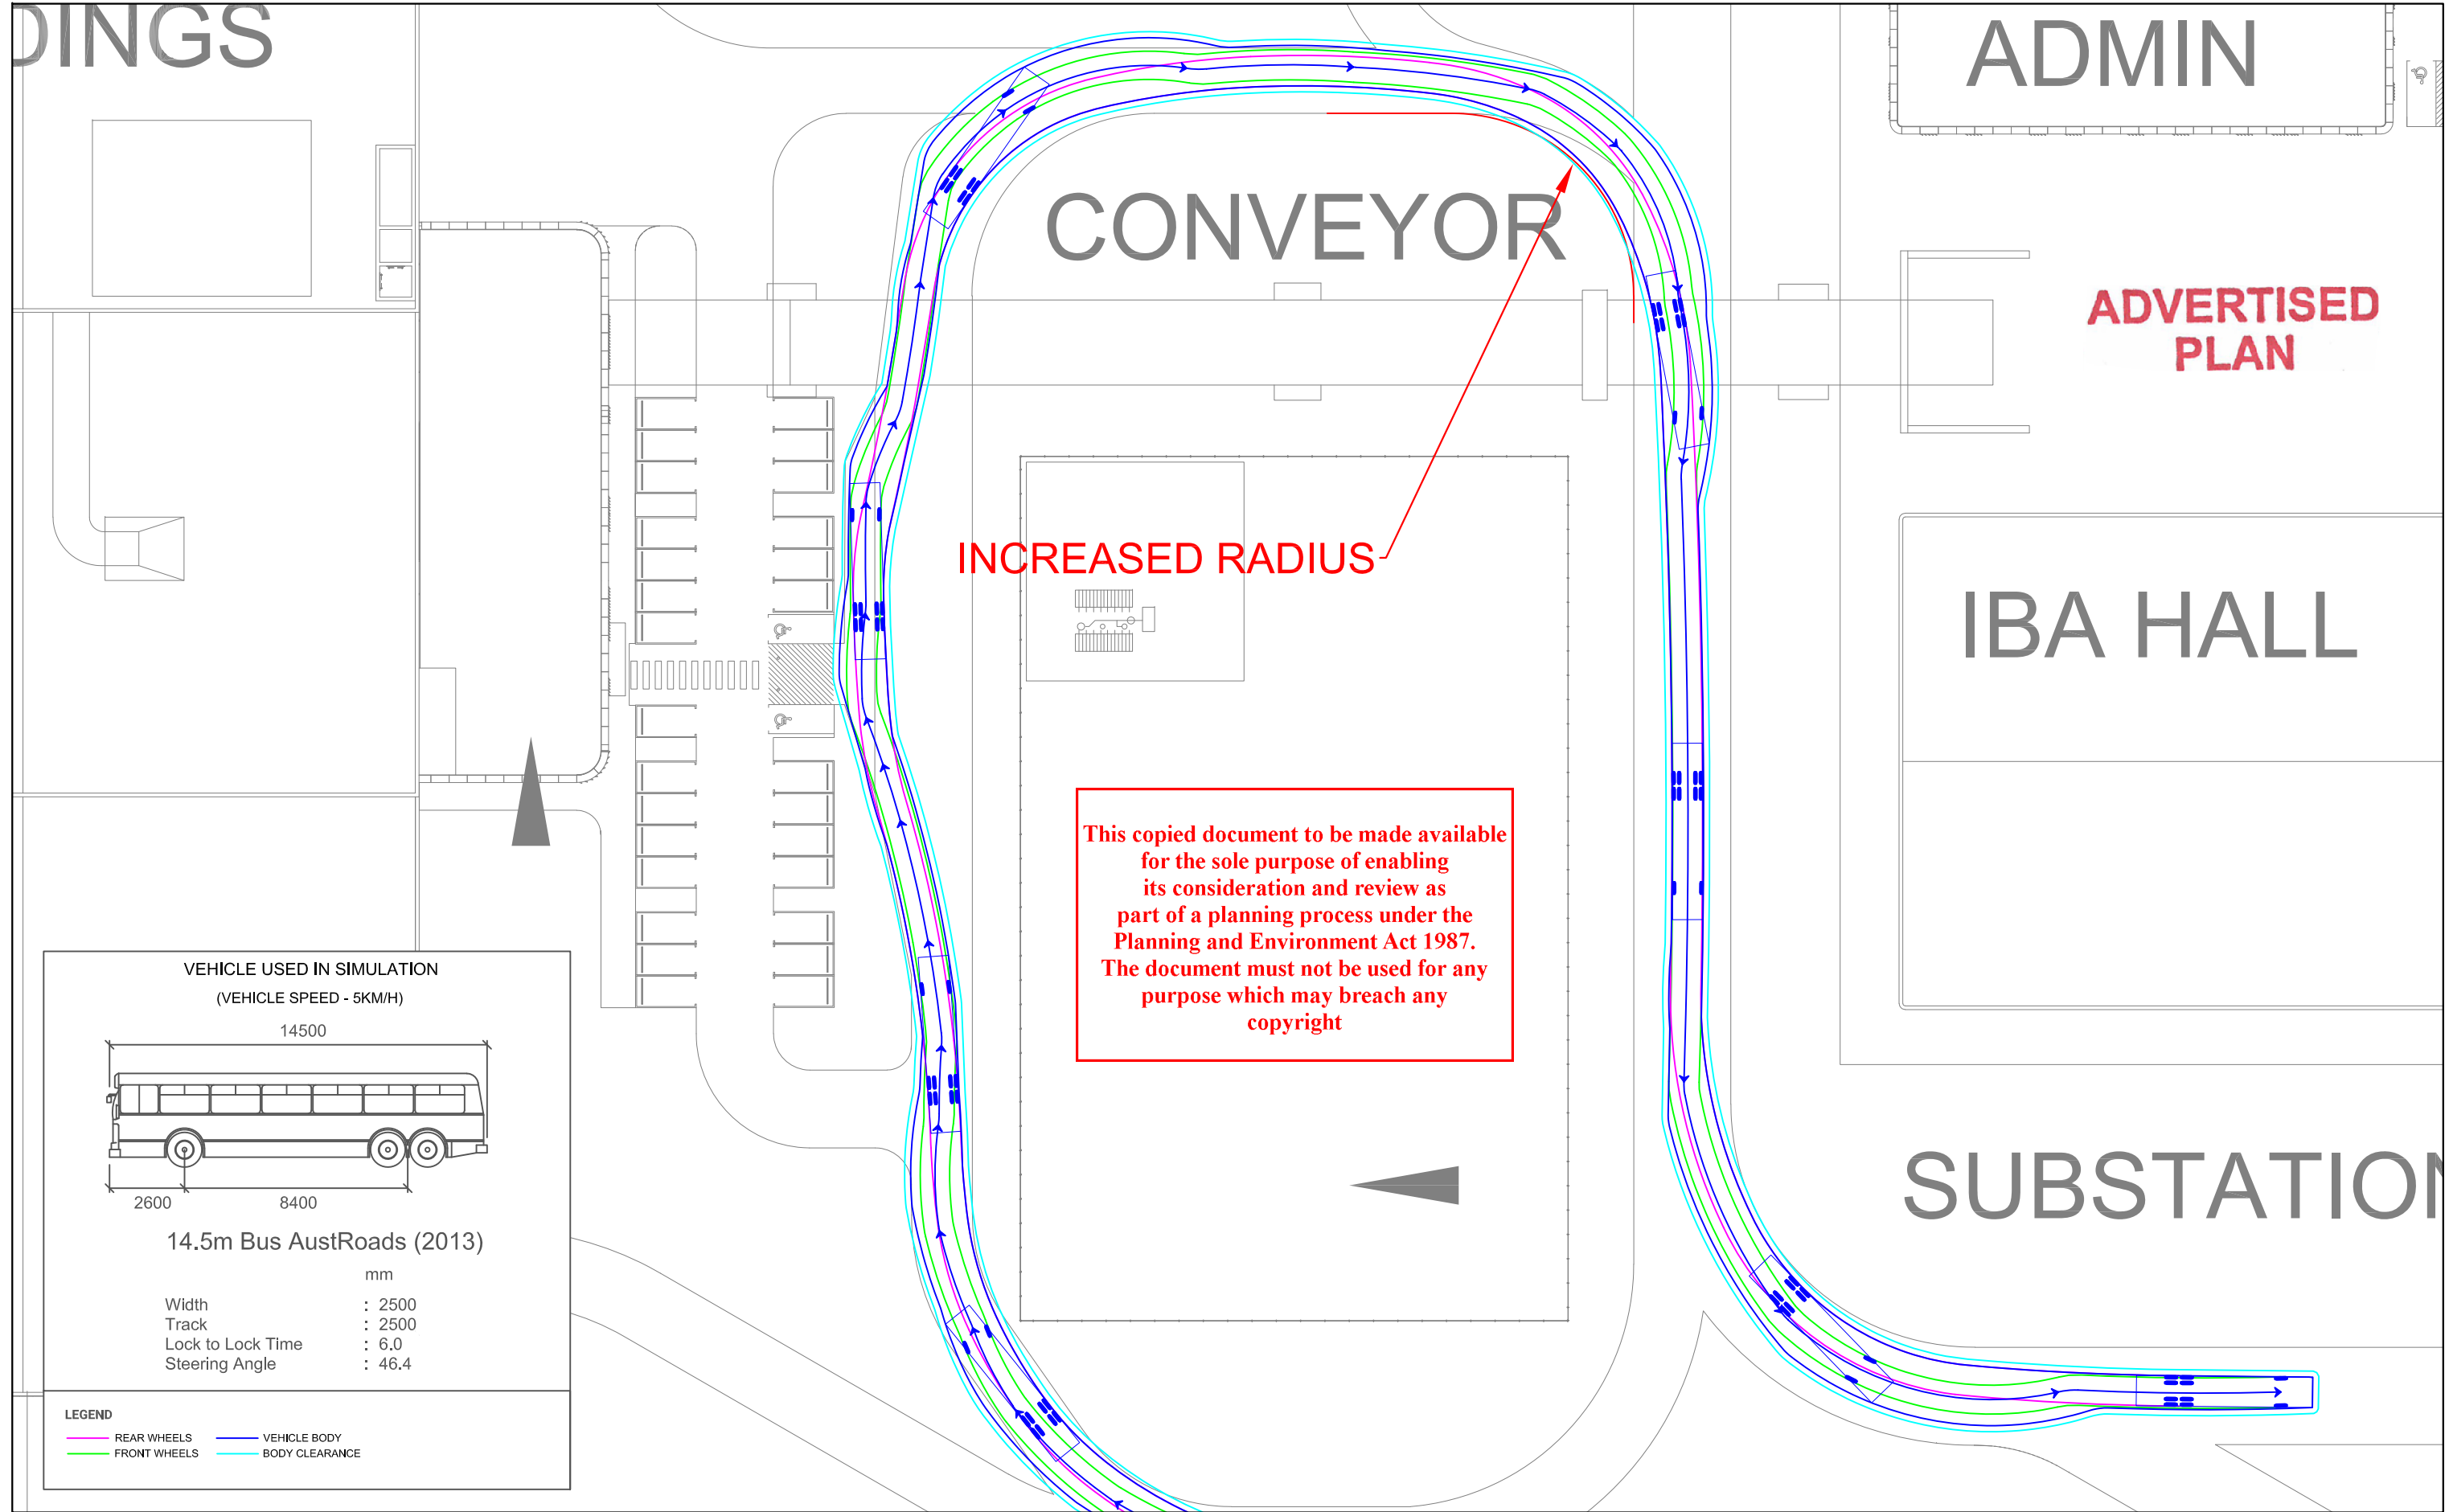 DINGS
ADMIN
CONVEYOR
ADVERTISED
PLAN
INCREASED RADIUS
IBA HALL
This copied document to be made available
for the sole purpose of enabling
its consideration and review as
part of a planning process under the
Planning and Environment Act 1987.
The document must not be used for any
purpose which may breach any
copyright
SUBSTATION
VEHICLE USED IN SIMULATION
(VEHICLE SPEED - 5KM/H)
14500
2600 8400
14.5m Bus AustRoads (2013)
mm
Width : 2500
Track : 2500
Lock to Lock Time : 6.0
Steering Angle : 46.4
LEGEND
REAR WHEELS VEHICLE BODY
FRONT WHEELS BODY CLEARANCE